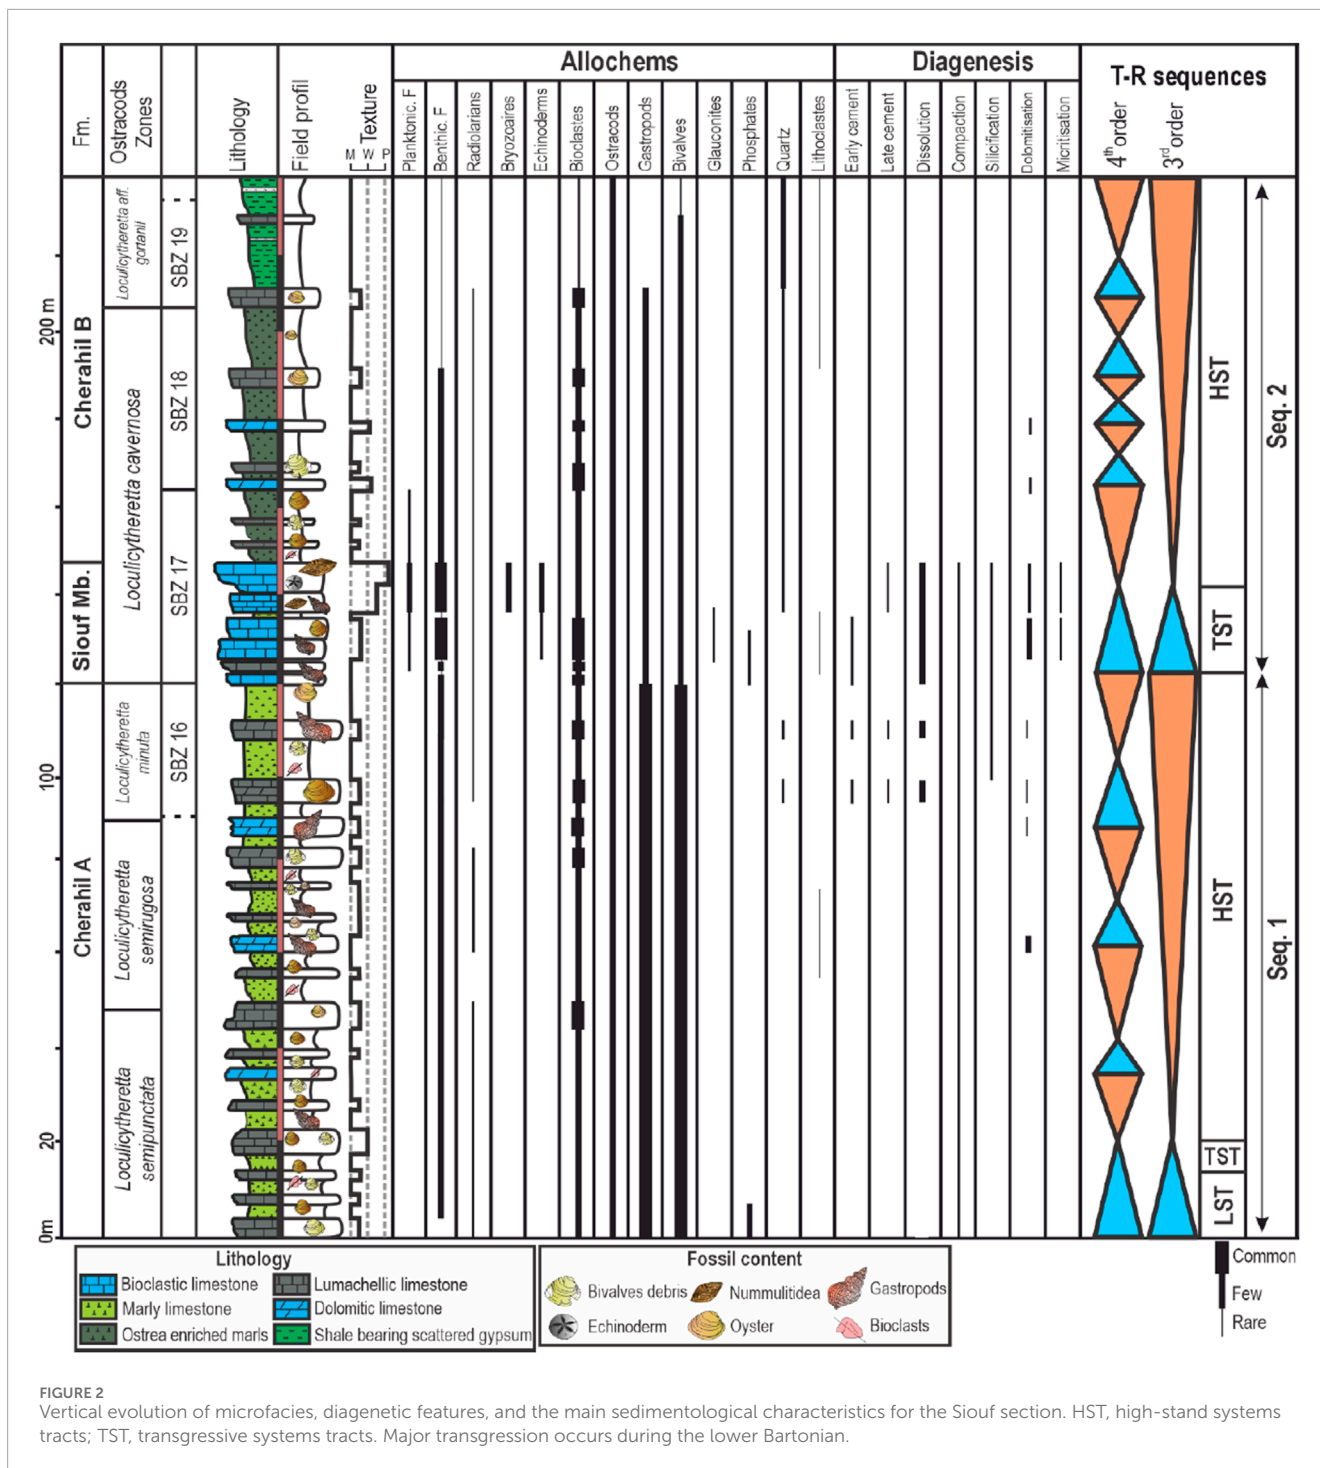 Allochems
Diagenesis
T-R sequences
Fm.
Ostracods
Zones
Lithology
Field profil
Texture
M W P
Planktonic. F
Benthic. F
Radiolarians
Bryozcaires
Echinoderms
Bioclastes
Ostracods
Gastropods
Bivalves
Glauconites
Phosphates
Quartz
Lithoclastes
Early cement
Late cement
Dissolution
Compaction
Silicification
Dolomitisation
Micritisation
4th order
3rd order
Cherahil B
Siouf Mb.
Cherahil A
200 m
100
20
0m
Loculicytheretta aff.
gortanii
Loculicytheretta cavernosa
Loculicytheretta
minuta
Loculicytheretta
semirugosa
Loculicytheretta
semipunctata
SBZ 19
SBZ 18
SBZ 17
SBZ 16
HST
TST
HST
TST
LST
Seq. 2
Seq. 1
Lithology
Bioclastic limestone
Lumachellic limestone
Marly limestone
Dolomitic limestone
Ostrea enriched marls
Shale bearing scattered gypsum
Fossil content
Bivalves debris
Nummulitidea
Gastropods
Echinoderm
Oyster
Bioclasts
Common
Few
Rare
FIGURE 2
Vertical evolution of microfacies, diagenetic features, and the main sedimentological characteristics for the Siouf section. HST, high-stand systems
tracts; TST, transgressive systems tracts. Major transgression occurs during the lower Bartonian.